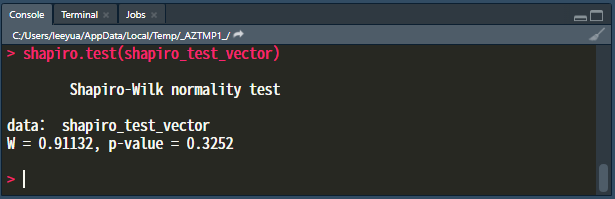 Console Terminal × Jobs ×
C:/Users/leeyua/AppData/Local/Temp/_AZTMP1_/
> shapiro.test(shapiro_test_vector)
Shapiro-Wilk normality test
data: shapiro_test_vector
W = 0.91132, p-value = 0.3252
>